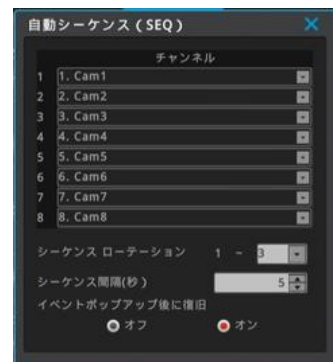 自動シーケンス ( SEQ )
チャンネル
1 1. Cam1
2 2. Cam2
3 3. Cam3
4 4. Cam4
5 5. Cam5
6 6. Cam6
7 7. Cam7
8 8. Cam8
シーケンス ローテーション 1 ~ 3
シーケンス間隔(秒) 5
イベントポップアップ後に復旧
オフ オン